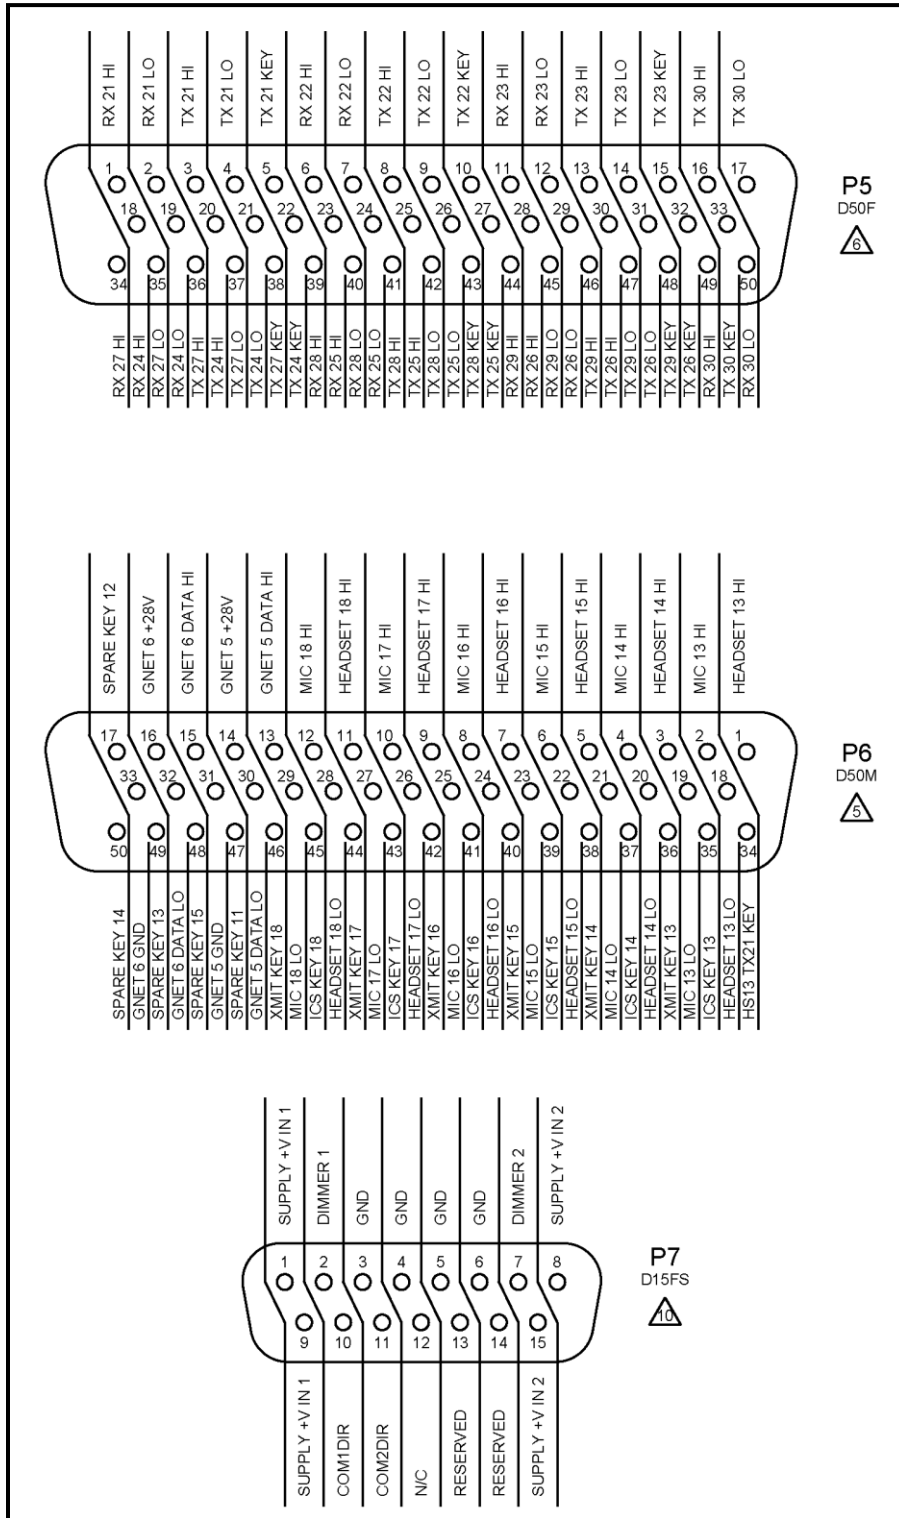 RX 21 HI
RX 21 LO
TX 21 HI
TX 21 LO
TX 21 KEY
RX 22 HI
RX 22 LO
TX 22 HI
TX 22 LO
TX 22 KEY
RX 23 HI
RX 23 LO
TX 23 HI
TX 23 LO
TX 23 KEY
TX 30 HI
TX 30 LO
1 2 3 4 5 6 7 8 9 10 11 12 13 14 15 16 17
18 19 20 21 22 23 24 25 26 27 28 29 30 31 32 33
34 35 36 37 38 39 40 41 42 43 44 45 46 47 48 49 50
P5
D50F
6
RX 27 HI
RX 24 HI
RX 27 LO
RX 24 LO
TX 27 HI
TX 24 HI
TX 27 LO
TX 24 LO
TX 27 KEY
TX 24 KEY
RX 28 HI
RX 25 HI
RX 28 LO
RX 25 LO
TX 28 HI
TX 25 HI
TX 28 LO
TX 25 LO
TX 28 KEY
TX 25 KEY
RX 29 HI
RX 26 HI
RX 29 LO
RX 26 LO
TX 29 HI
TX 26 HI
TX 29 LO
TX 26 LO
TX 29 KEY
TX 26 KEY
RX 30 HI
TX 30 KEY
RX 30 LO
SPARE KEY 12
GNET 6 +28V
GNET 6 DATA HI
GNET 5 +28V
GNET 5 DATA HI
MIC 18 HI
HEADSET 18 HI
MIC 17 HI
HEADSET 17 HI
MIC 16 HI
HEADSET 16 HI
MIC 15 HI
HEADSET 15 HI
MIC 14 HI
HEADSET 14 HI
MIC 13 HI
HEADSET 13 HI
17 16 15 14 13 12 11 10 9 8 7 6 5 4 3 2 1
33 32 31 30 29 28 27 26 25 24 23 22 21 20 19 18
50 49 48 47 46 45 44 43 42 41 40 39 38 37 36 35 34
P6
D50M
5
SPARE KEY 14
GNET 6 GND
SPARE KEY 13
GNET 6 DATA LO
SPARE KEY 15
GNET 5 GND
SPARE KEY 11
GNET 5 DATA LO
XMIT KEY 18
MIC 18 LO
ICS KEY 18
HEADSET 18 LO
XMIT KEY 17
MIC 17 LO
ICS KEY 17
HEADSET 17 LO
XMIT KEY 16
MIC 16 LO
ICS KEY 16
HEADSET 16 LO
XMIT KEY 15
MIC 15 LO
ICS KEY 15
HEADSET 15 LO
XMIT KEY 14
MIC 14 LO
ICS KEY 14
HEADSET 14 LO
XMIT KEY 13
MIC 13 LO
ICS KEY 13
HEADSET 13 LO
HS13 TX21 KEY
SUPPLY +V IN 1
DIMMER 1
GND
GND
GND
GND
DIMMER 2
SUPPLY +V IN 2
1 2 3 4 5 6 7 8
9 10 11 12 13 14 15
P7
D15FS
10
SUPPLY +V IN 1
COM1DIR
COM2DIR
N/C
RESERVED
RESERVED
SUPPLY +V IN 2